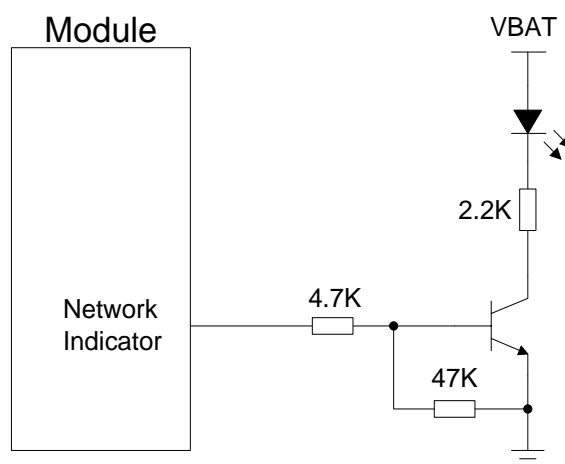 Module
VBAT
2.2K
4.7K
Network
Indicator
47K